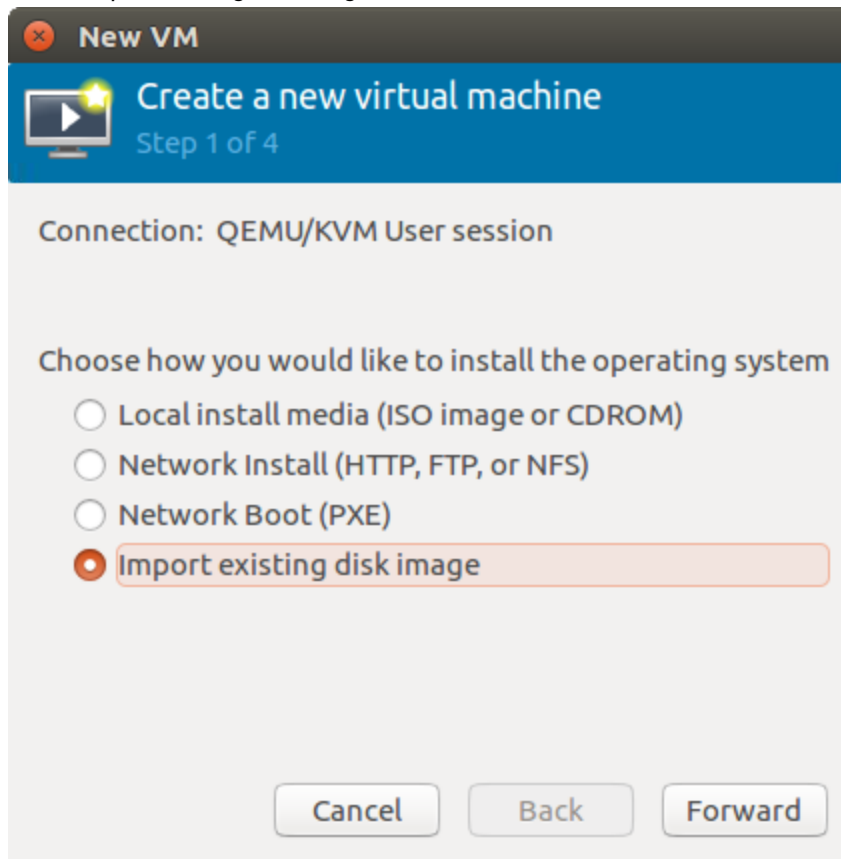 New VM
Create a new virtual machine
Step 1 of 4
Connection: QEMU/KVM User session
Choose how you would like to install the operating system
Local install media (ISO image or CDROM)
Network Install (HTTP, FTP, or NFS)
Network Boot (PXE)
Import existing disk image
Cancel Back Forward